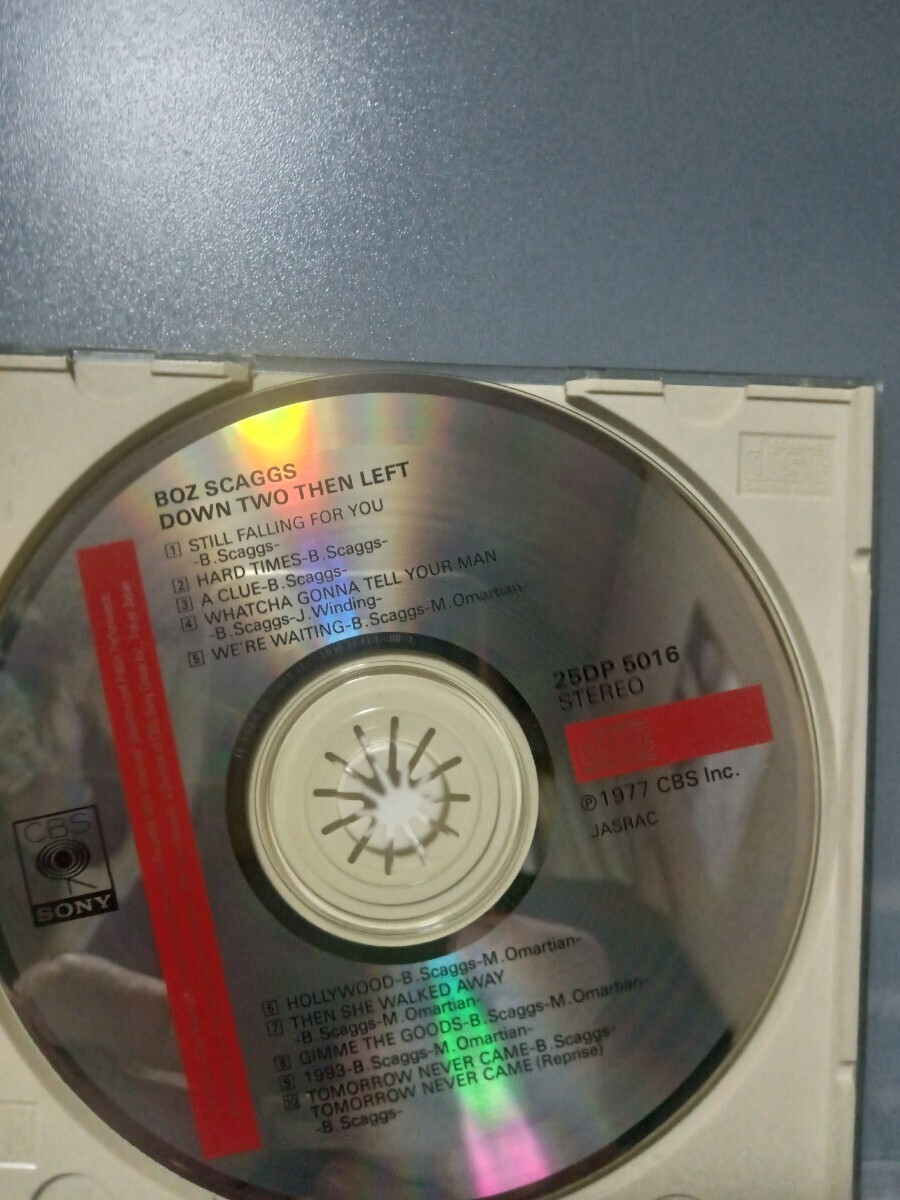 BOZ SCAGGS
DOWN TWO THEN LEFT
1 STILL FALLING FOR YOU
-B.Scaggs-
2 HARD TIMES-B.Scaggs-
3 A CLUE-B.Scaggs-
4 WHATCHA GONNA TELL YOUR MAN
-B.Scaggs-J.Winding-
5 WE'RE WAITING-B.Scaggs-M.Omartian-
25DP 5016
STEREO
Ⓟ1977 CBS Inc.
JASRAC
CBS
SONY
6 HOLLYWOOD-B.Scaggs-M.Omartian-
7 THEN SHE WALKED AWAY
-B.Scaggs-M.Omartian-
8 GIMME THE GOODS-B.Scaggs-M.Omartian-
9 1993-B.Scaggs-M.Omartian-
10 TOMORROW NEVER CAME-B.Scaggs-
TOMORROW NEVER CAME (Reprise)
-B.Scaggs-